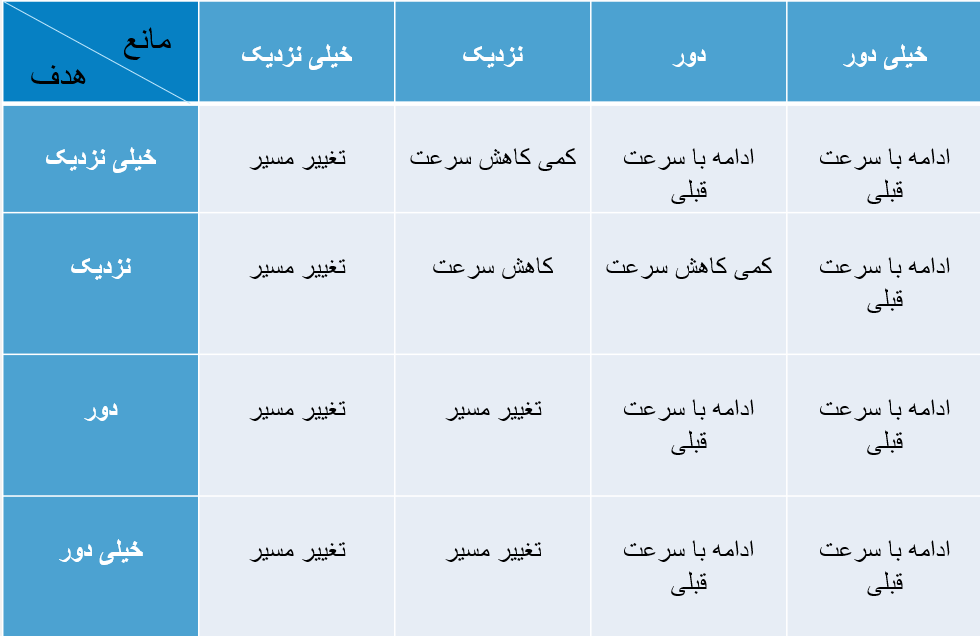 مانع
هدف
خیلی نزدیک
نزدیک
دور
خیلی دور
خیلی نزدیک
تغییر مسیر
کمی کاهش سرعت
ادامه با سرعت
قبلی
ادامه با سرعت
قبلی
نزدیک
تغییر مسیر
کاهش سرعت
کمی کاهش سرعت
ادامه با سرعت
قبلی
دور
تغییر مسیر
تغییر مسیر
ادامه با سرعت
قبلی
ادامه با سرعت
قبلی
خیلی دور
تغییر مسیر
تغییر مسیر
ادامه با سرعت
قبلی
ادامه با سرعت
قبلی